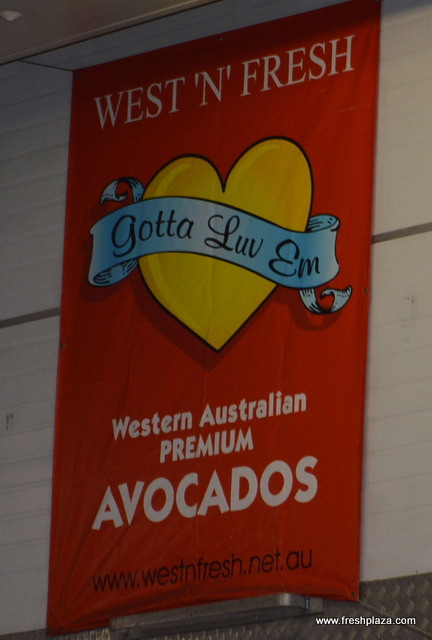 WEST 'N' FRESH
Gotta Luv Em
Western Australian
PREMIUM
AVOCADOS
www.westnfresh.net.au
www.freshplaza.com